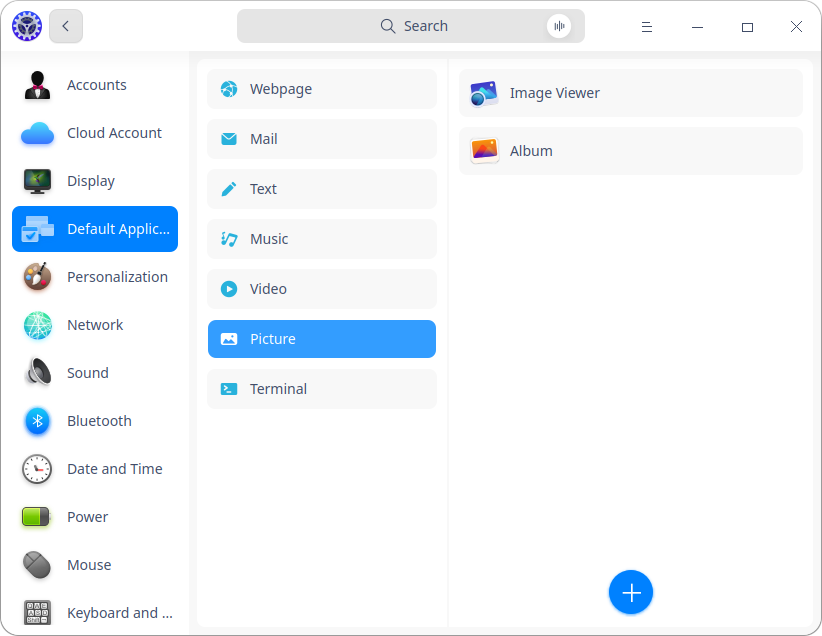 Search
Accounts
Cloud Account
Display
Default Applic...
Personalization
Network
Sound
Bluetooth
Date and Time
Power
Mouse
Keyboard and ...
Webpage
Mail
Text
Music
Video
Picture
Terminal
Image Viewer
Album